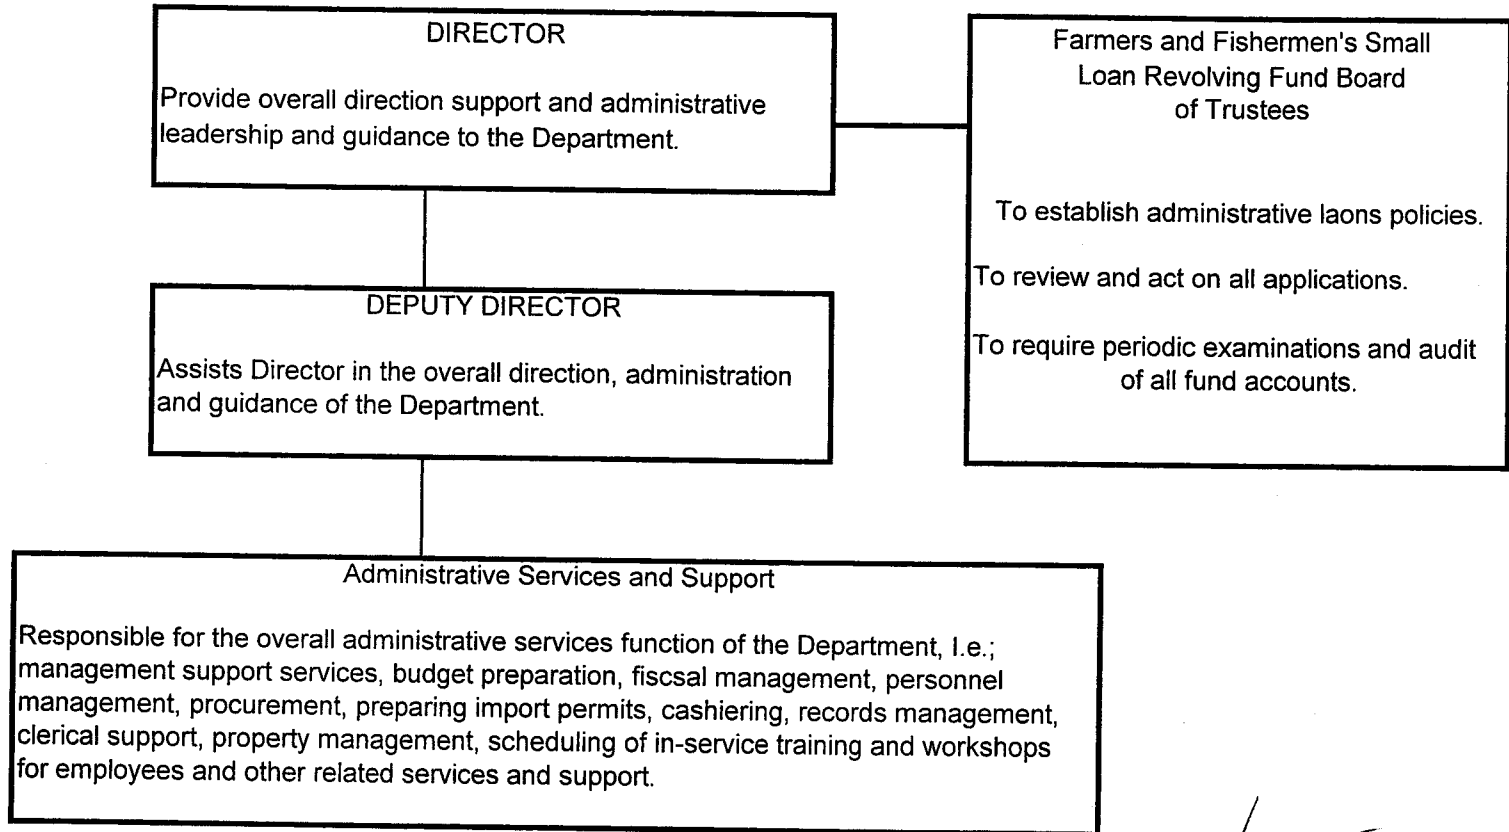 DIRECTOR
Provide overall direction support and administrative
leadership and guidance to the Department.
Farmers and Fishermen's Small
Loan Revolving Fund Board
of Trustees
To establish administrative laons policies.
To review and act on all applications.
To require periodic examinations and audit
of all fund accounts.
DEPUTY DIRECTOR
Assists Director in the overall direction, administration
and guidance of the Department.
Administrative Services and Support
Responsible for the overall administrative services function of the Department, I.e.;
management support services, budget preparation, fiscsal management, personnel
management, procurement, preparing import permits, cashiering, records management,
clerical support, property management, scheduling of in-service training and workshops
for employees and other related services and support.